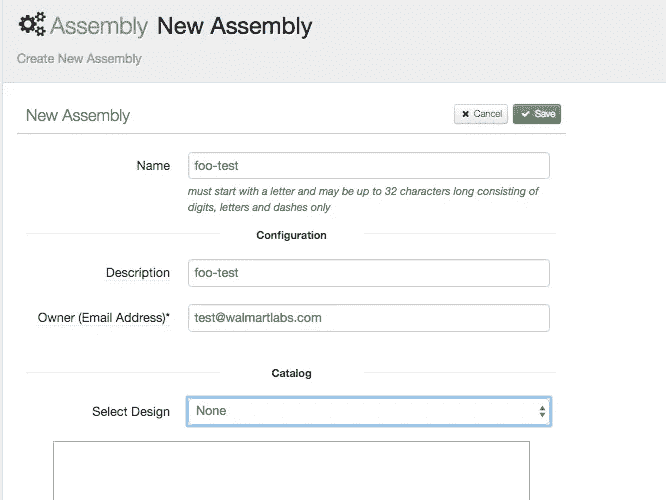 Assembly New Assembly
Create New Assembly
New Assembly
✖ Cancel
✔ Save
Name
foo-test
must start with a letter and may be up to 32 characters long consisting of
digits, letters and dashes only
Configuration
Description
foo-test
Owner (Email Address)*
test@walmartlabs.com
Catalog
Select Design
None